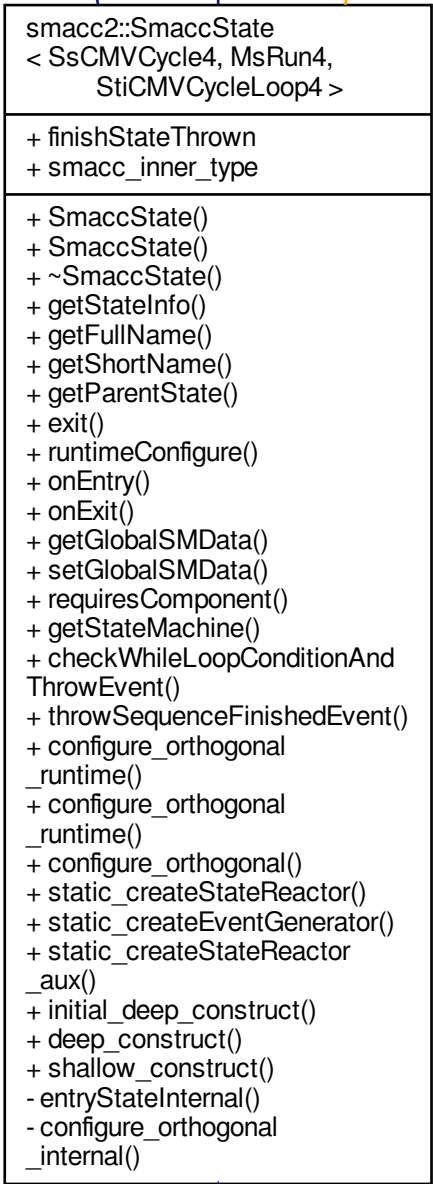 smacc2::SmaccState
< SsCMVCycle4, MsRun4,
StiCMVCycleLoop4 >
+ finishStateThrown
+ smacc_inner_type
+ SmaccState()
+ SmaccState()
+ ~SmaccState()
+ getStateInfo()
+ getFullName()
+ getShortName()
+ getParentState()
+ exit()
+ runtimeConfigure()
+ onEntry()
+ onExit()
+ getGlobalSMData()
+ setGlobalSMData()
+ requiresComponent()
+ getStateMachine()
+ checkWhileLoopConditionAnd
ThrowEvent()
+ throwSequenceFinishedEvent()
+ configure_orthogonal
_runtime()
+ configure_orthogonal
_runtime()
+ configure_orthogonal()
+ static_createStateReactor()
+ static_createEventGenerator()
+ static_createStateReactor
_aux()
+ initial_deep_construct()
+ deep_construct()
+ shallow_construct()
- entryStateInternal()
- configure_orthogonal
_internal()